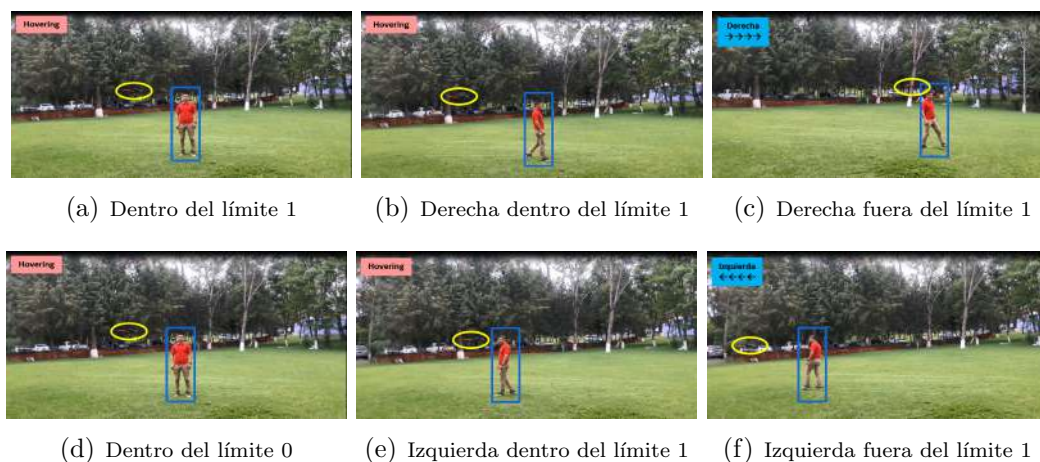 Hovering
Hovering
Derecha
→→→→
(a) Dentro del límite 1
(b) Derecha dentro del límite 1
(c) Derecha fuera del límite 1
Hovering
Hovering
Izquierda
←←←←
(d) Dentro del límite 0
(e) Izquierda dentro del límite 1
(f) Izquierda fuera del límite 1